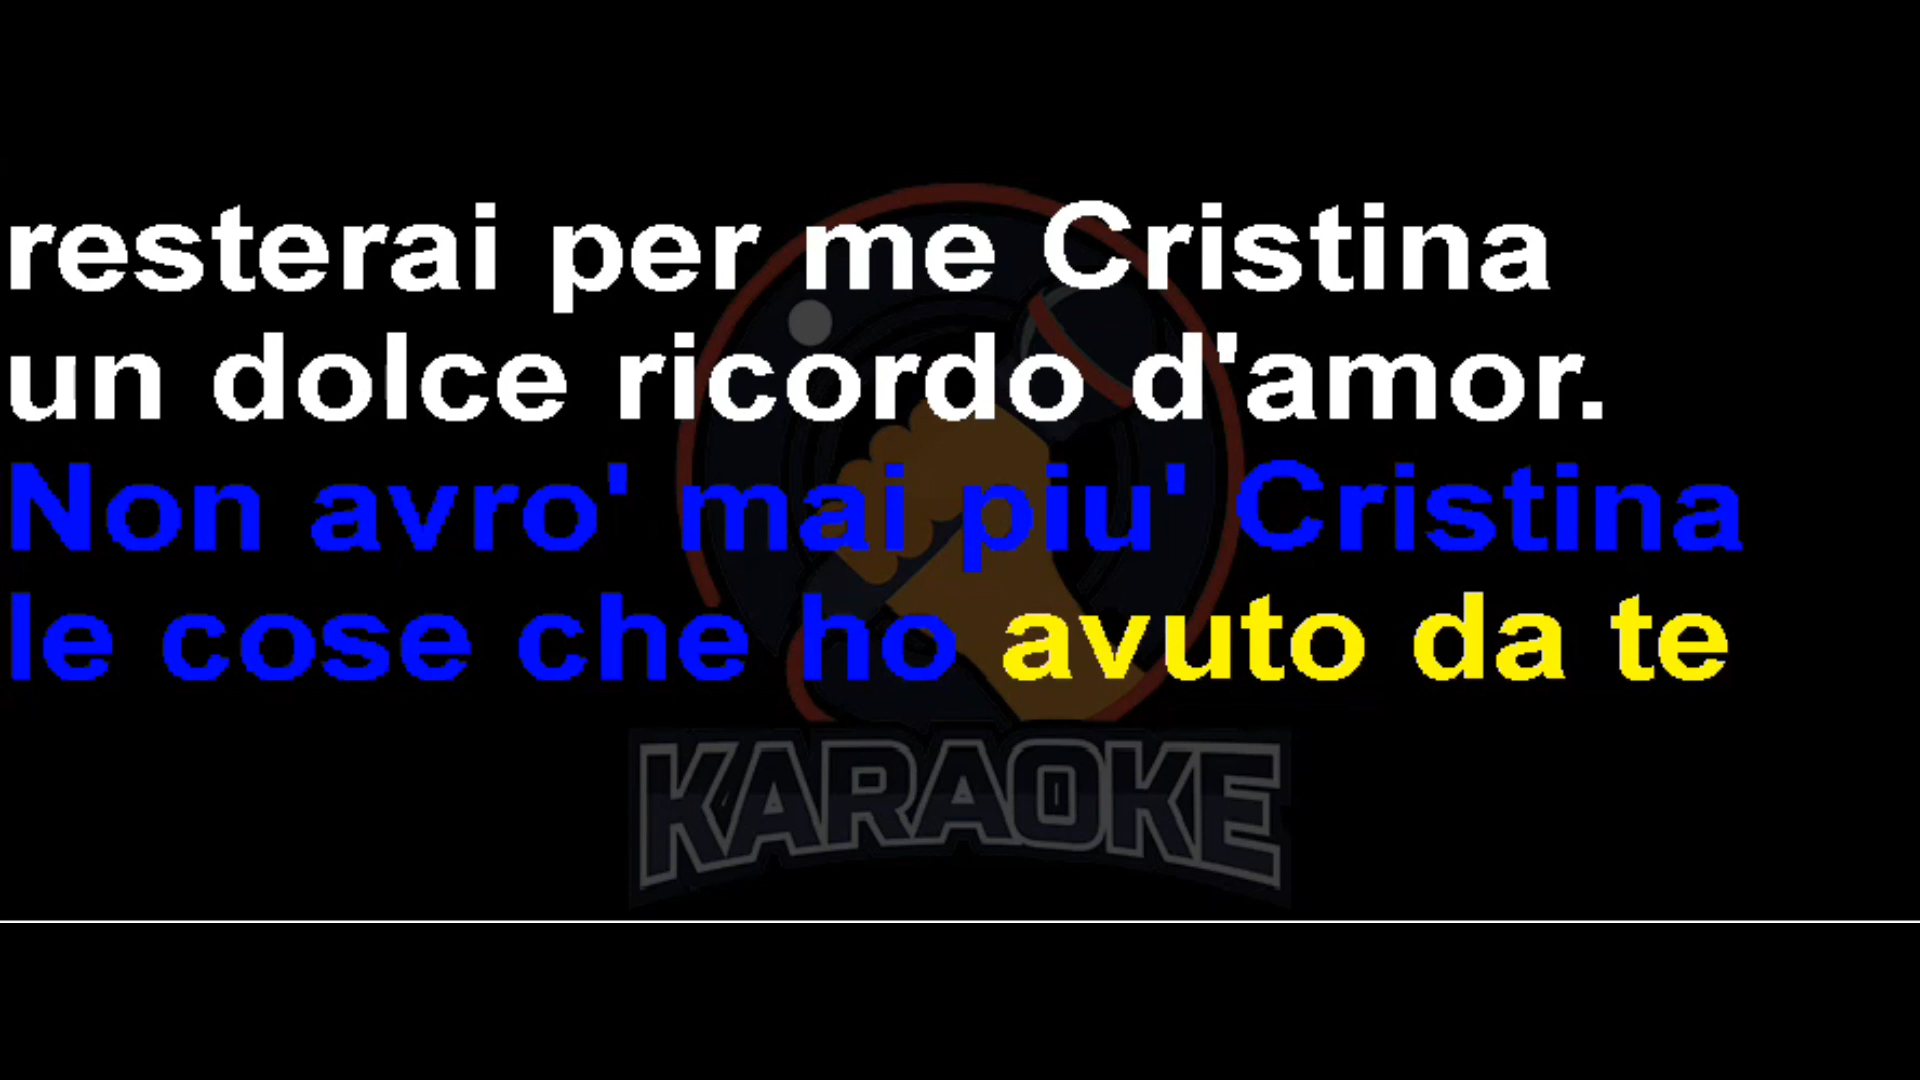 resterai per me Cristina
un dolce ricordo d'amor.
Non avro' mai piu' Cristina
le cose che ho avuto da te
KARAOKE